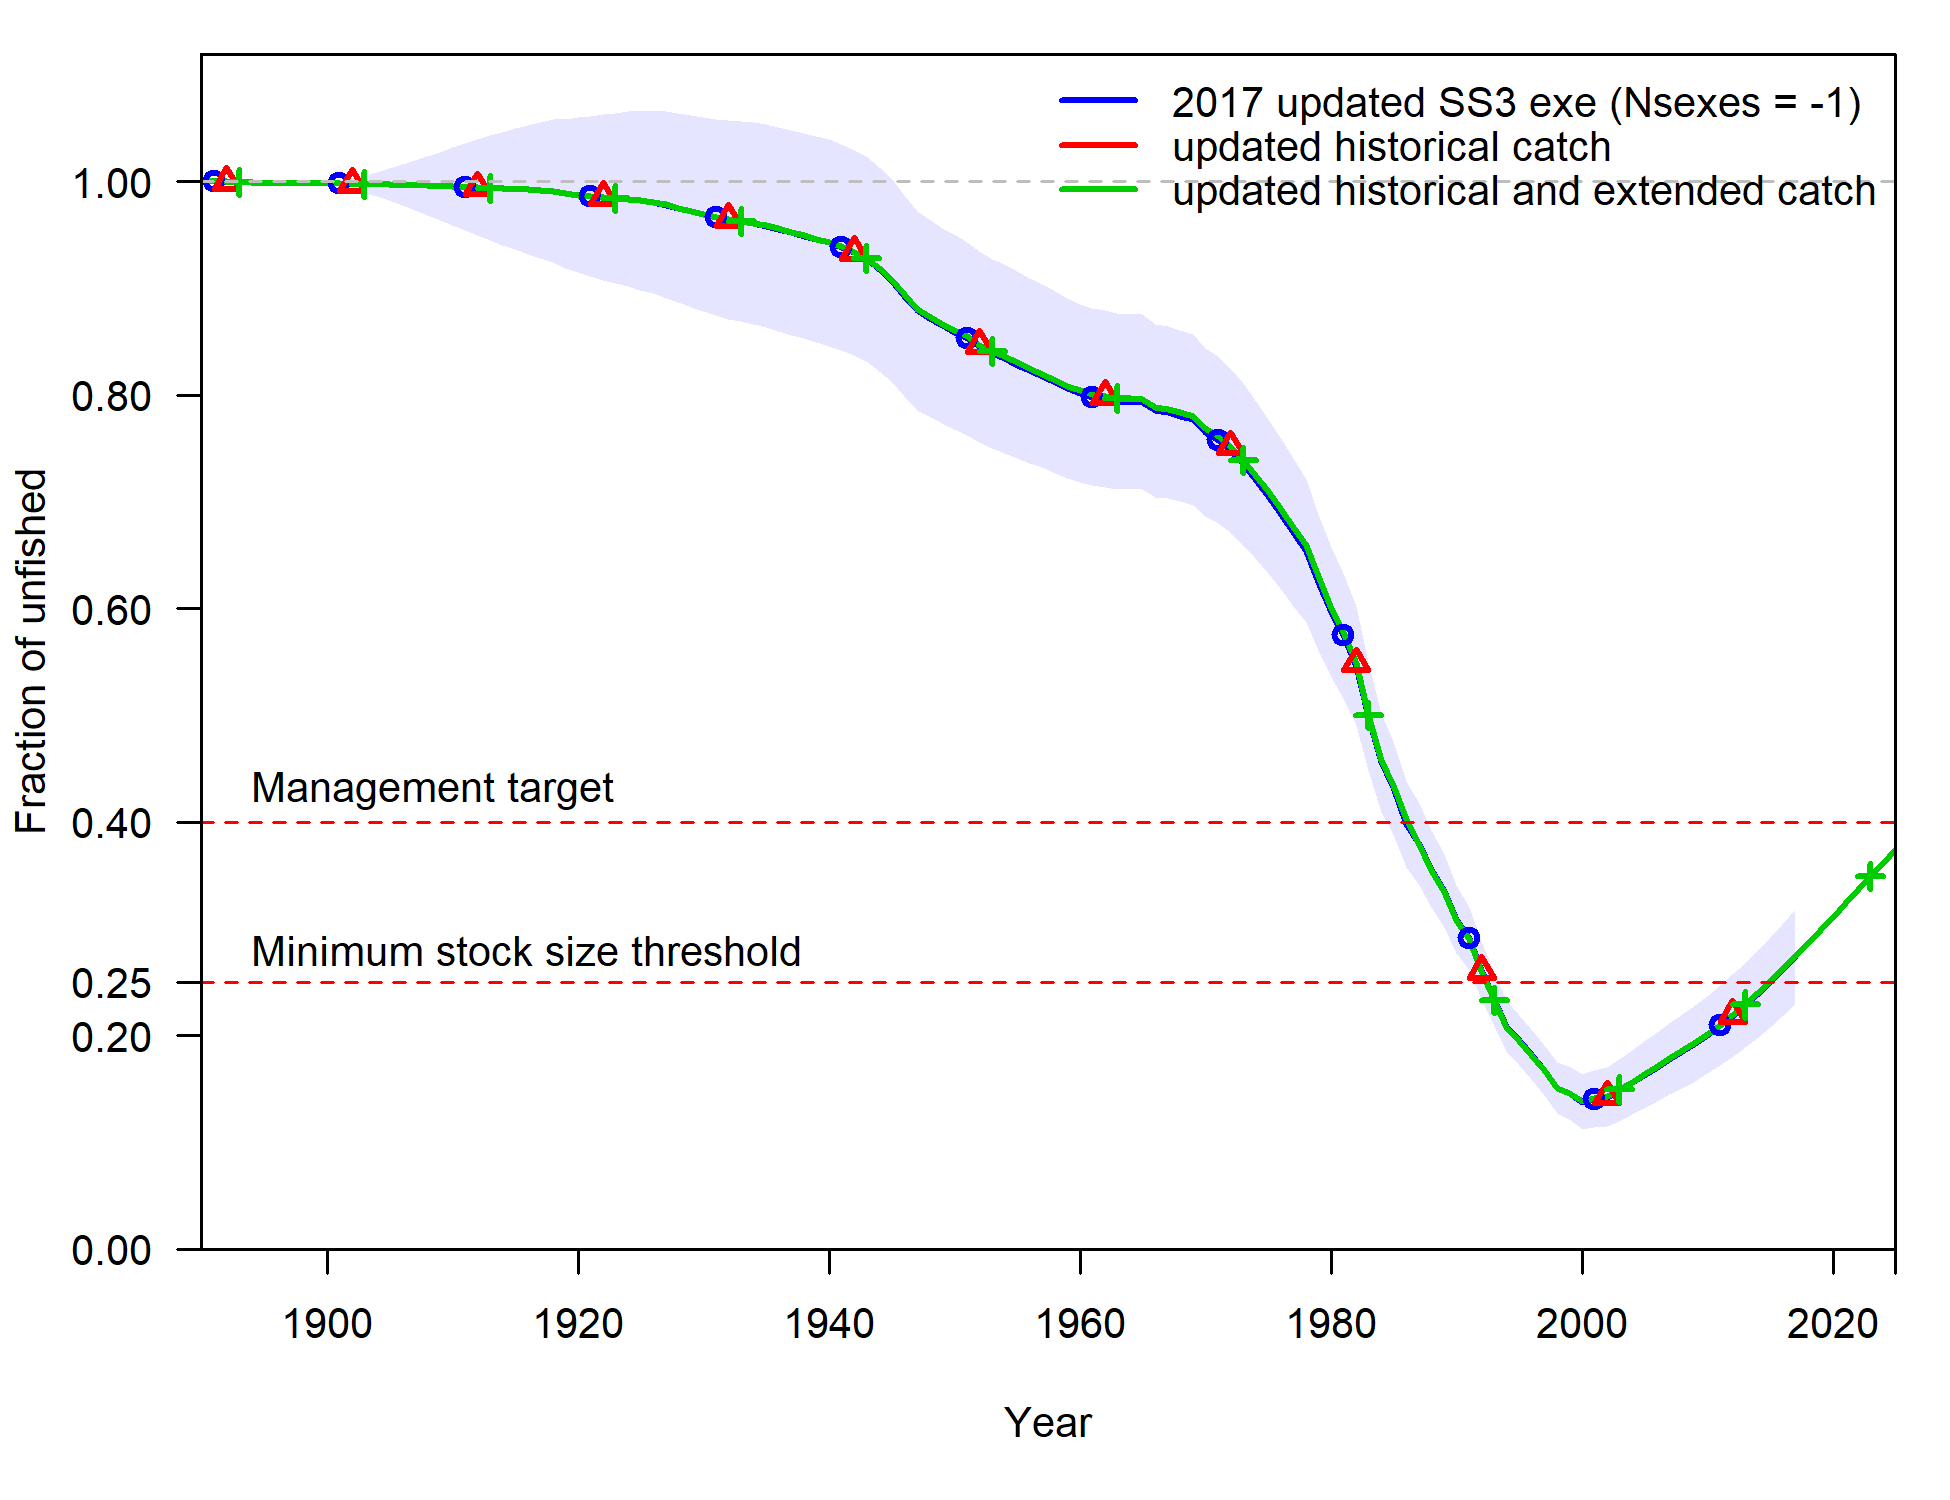 2017 updated SS3 exe (Nsexes = -1)
updated historical catch
updated historical and extended catch
1.00
0.80
0.60
0.40
0.25
0.20
0.00
Fraction of unfished
Management target
Minimum stock size threshold
1900
1920
1940
1960
1980
2000
2020
Year